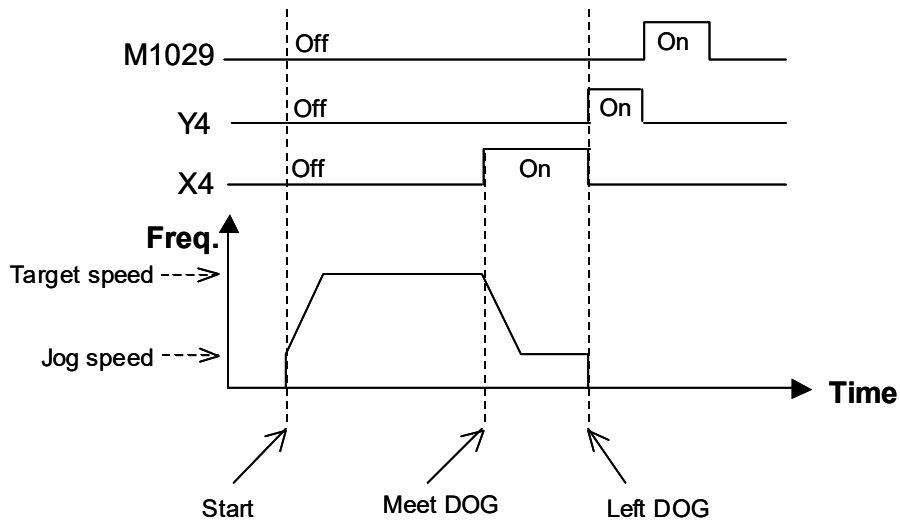 M1029 Off On
Y4 Off On
X4 Off On
Freq.
Target speed
Jog speed
Time
Start Meet DOG Left DOG